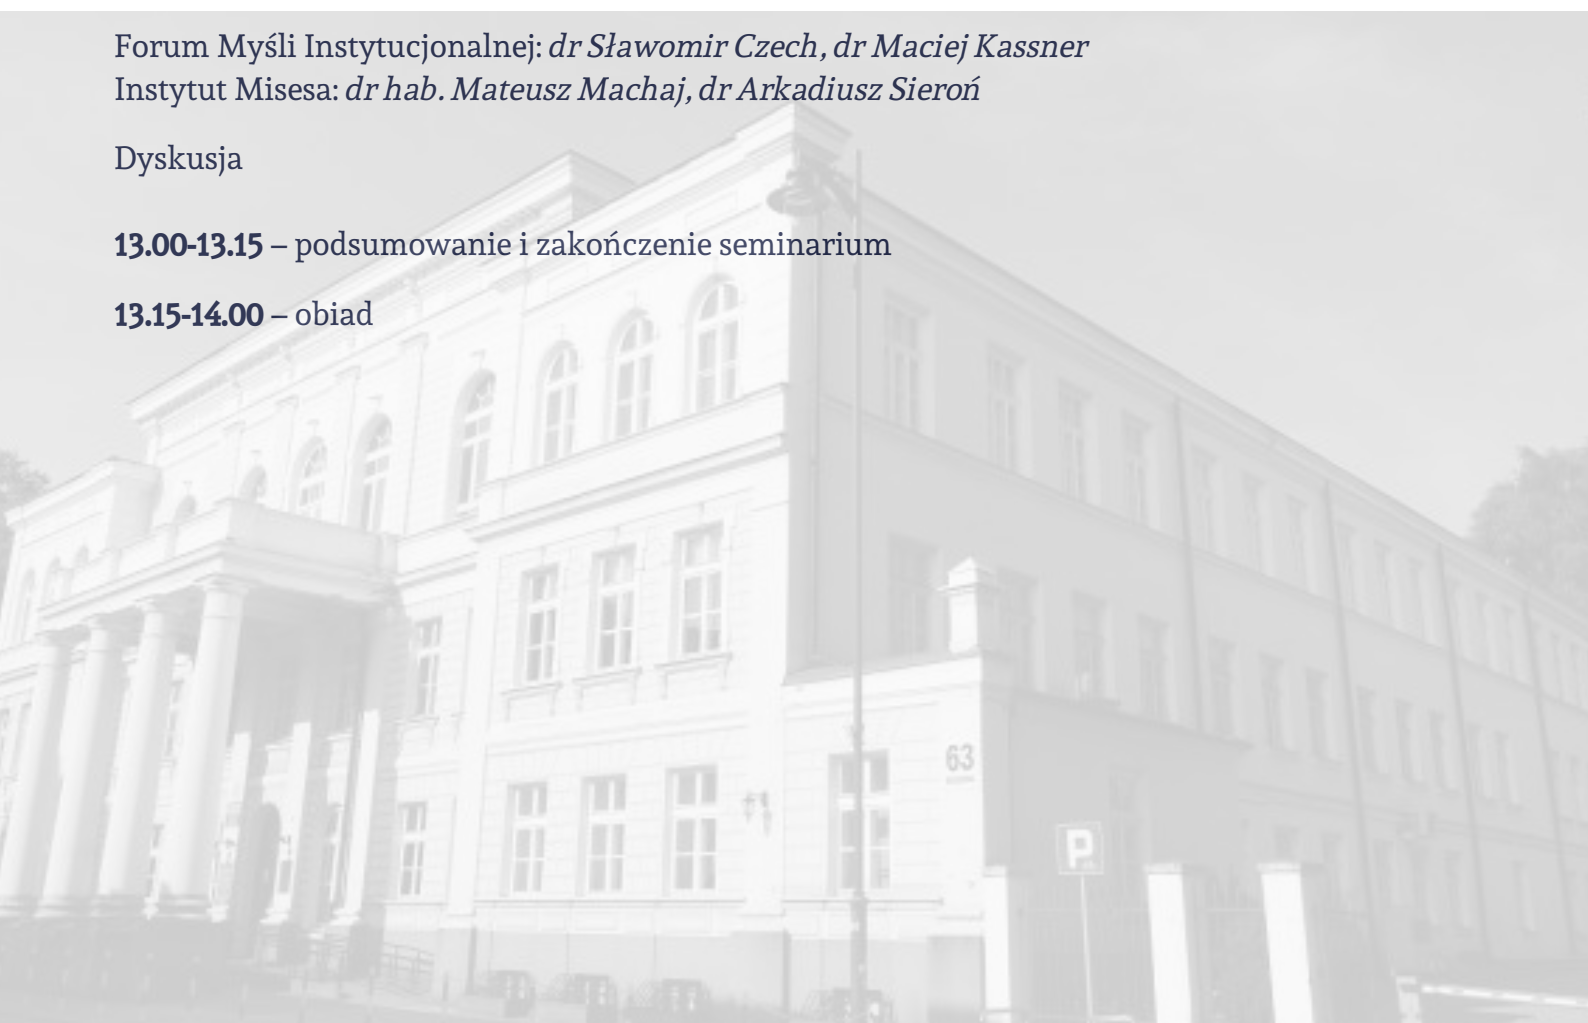 Forum Myśli Instytucjonalnej: dr Sławomir Czech, dr Maciej Kassner
Instytut Misesa: dr hab. Mateusz Machaj, dr Arkadiusz Sieroń
Dyskusja
13.00-13.15 – podsumowanie i zakończenie seminarium
13.15-14.00 – obiad
63
P